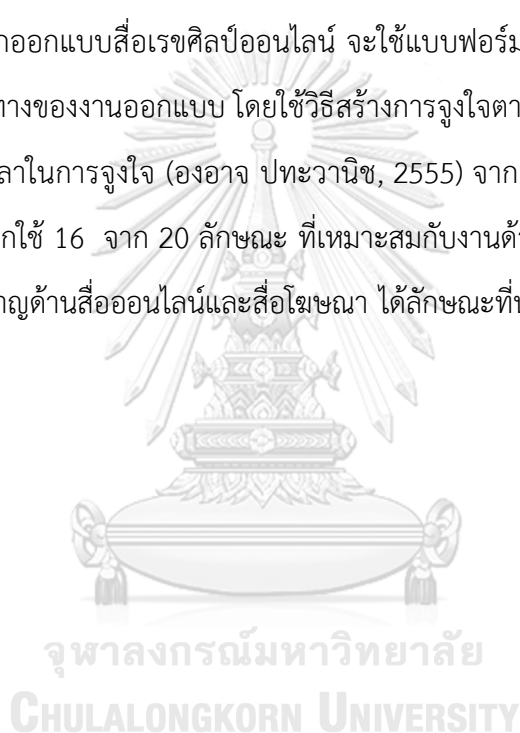 กออกแบบสื่อเรขศิลป์ออนไลน์ จะใช้แบบฟอร์ม
ทางของงานออกแบบ โดยใช้วิธีสร้างการจูงใจตา
ลาในการจูงใจ (องอาจ ปทะวานิช, 2555) จาก
กใช้ 16 จาก 20 ลักษณะ ที่เหมาะสมกับงานด้
าญด้านสื่อออนไลน์และสื่อโฆษณา ได้ลักษณะที่
จุฬาลงกรณ์มหาวิทยาลัย
CHULALONGKORN UNIVERSITY